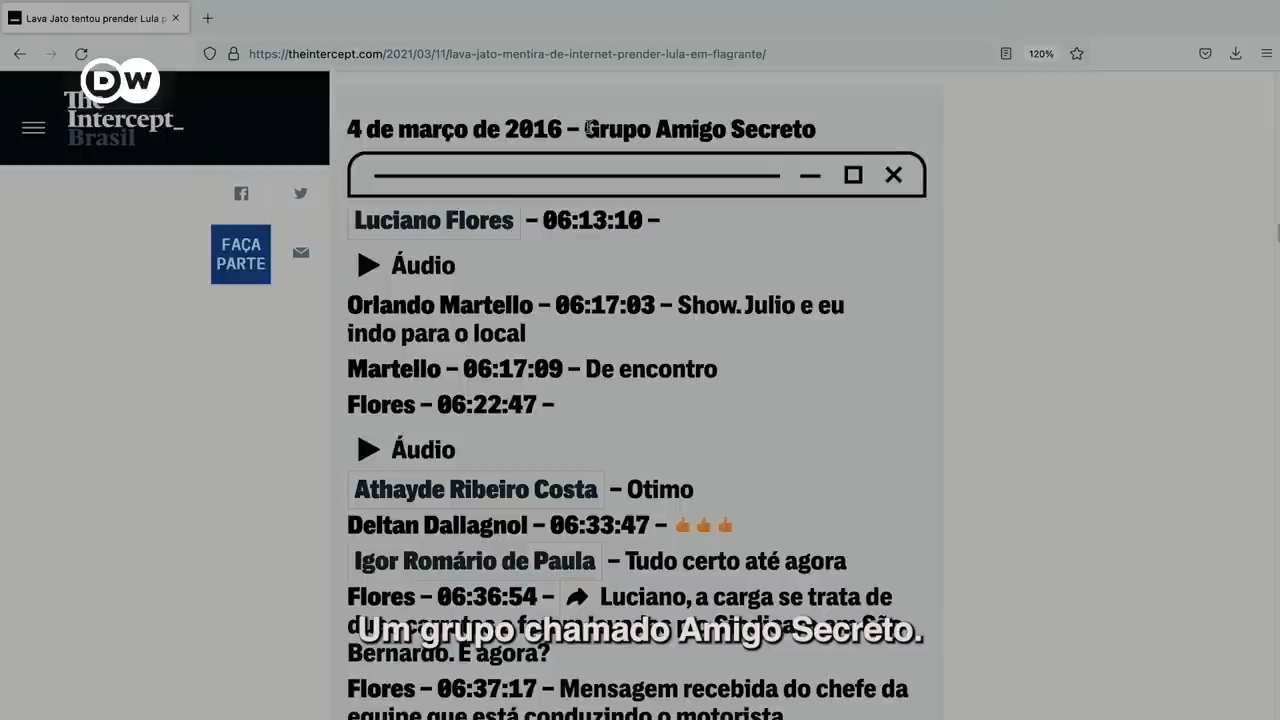 Lava Jato tentou prender Lula p
https://theintercept.com/2021/03/11/lava-jato-mentira-de-internet-prender-lula-em-flagrante/
120%
DW
The
Intercept_
Brasil
FAÇA
PARTE
4 de março de 2016 – Grupo Amigo Secreto
Luciano Flores – 06:13:10 –
Áudio
Orlando Martello – 06:17:03 – Show. Julio e eu
indo para o local
Martello – 06:17:09 – De encontro
Flores – 06:22:47 –
Áudio
Athayde Ribeiro Costa – Otimo
Deltan Dallagnol – 06:33:47 – 👍👍👍
Igor Romário de Paula – Tudo certo até agora
Flores – 06:36:54 – Luciano, a carga se trata de
Um grupo chamado Amigo Secreto.
Bernardo. E agora?
Flores – 06:37:17 – Mensagem recebida do chefe da
equipe que está conduzindo o motorista